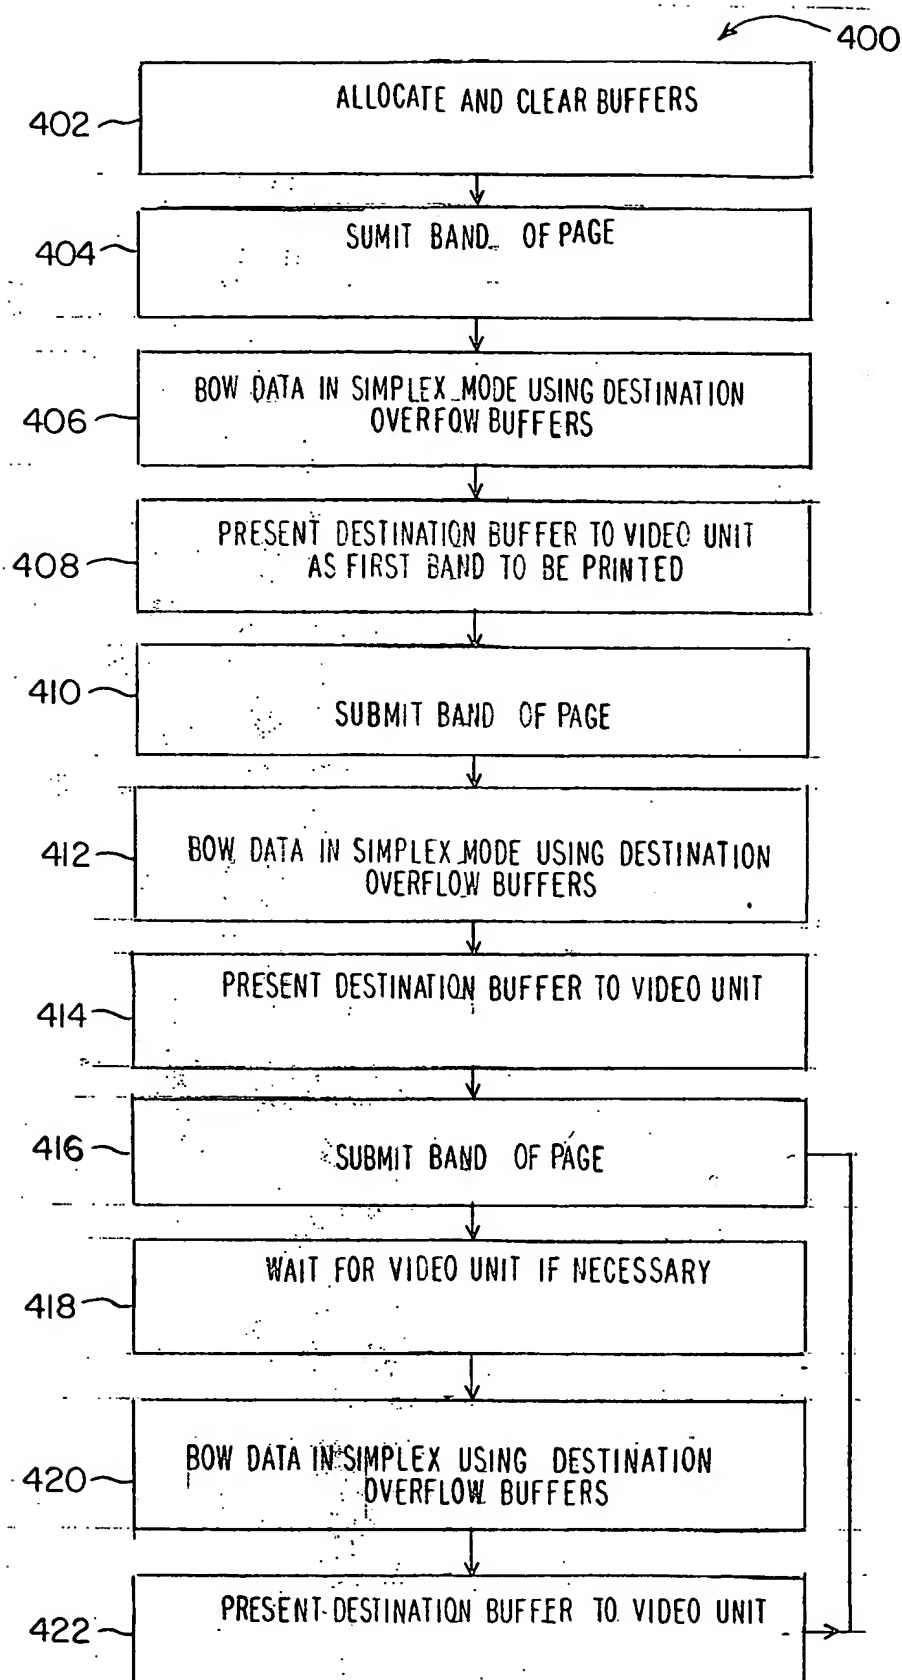 400
402
ALLOCATE AND CLEAR BUFFERS
404
SUMIT BAND OF PAGE
406
BOW DATA IN SIMPLEX MODE USING DESTINATION
OVERFOW BUFFERS
408
PRESENT DESTINATION BUFFER TO VIDEO UNIT
AS FIRST BAND TO BE PRINTED
410
SUBMIT BAND OF PAGE
412
BOW DATA IN SIMPLEX MODE USING DESTINATION
OVERFLOW BUFFERS
414
PRESENT DESTINATION BUFFER TO VIDEO UNIT
416
SUBMIT BAND OF PAGE
418
WAIT FOR VIDEO UNIT IF NECESSARY
420
BOW DATA IN SIMPLEX USING DESTINATION
OVERFLOW BUFFERS
422
PRESENT DESTINATION BUFFER TO VIDEO UNIT